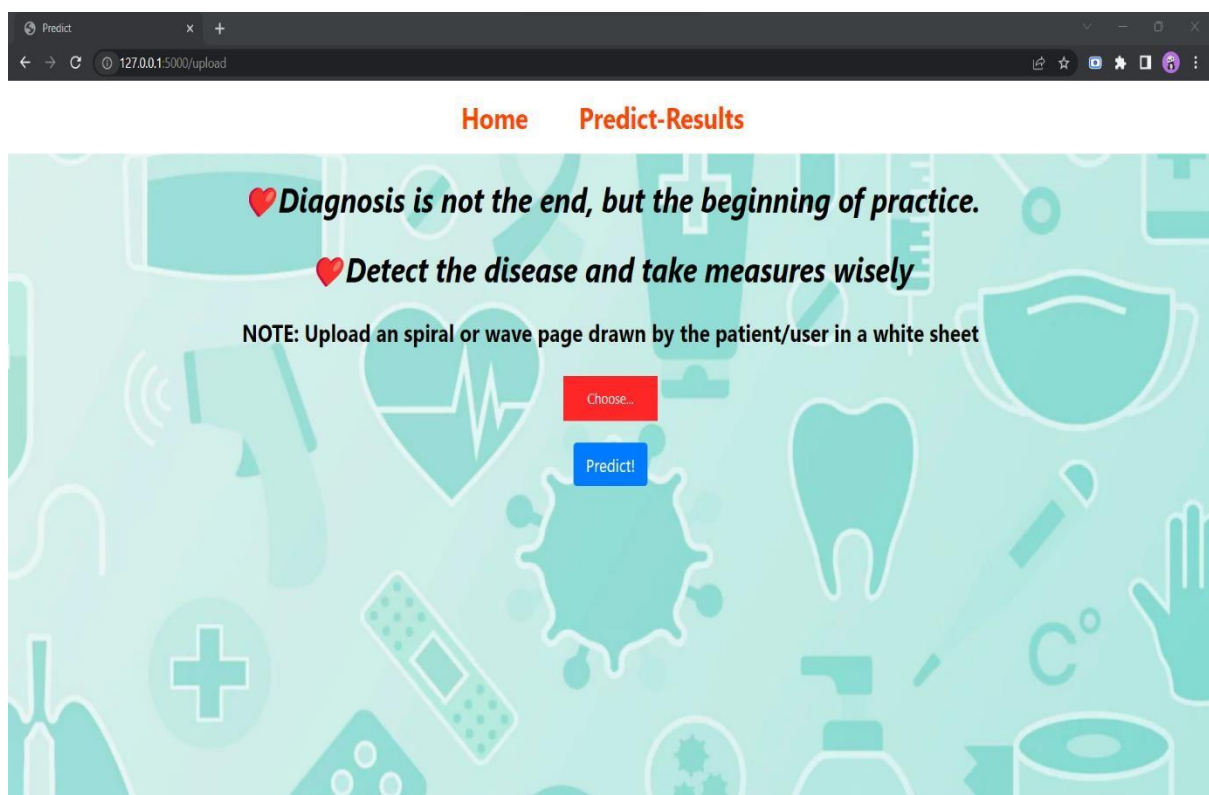 Predict
127.0.0.1:5000/upload
Home Predict-Results
❤️Diagnosis is not the end, but the beginning of practice.
❤️Detect the disease and take measures wisely
NOTE: Upload an spiral or wave page drawn by the patient/user in a white sheet
Choose...
Predict!
C°